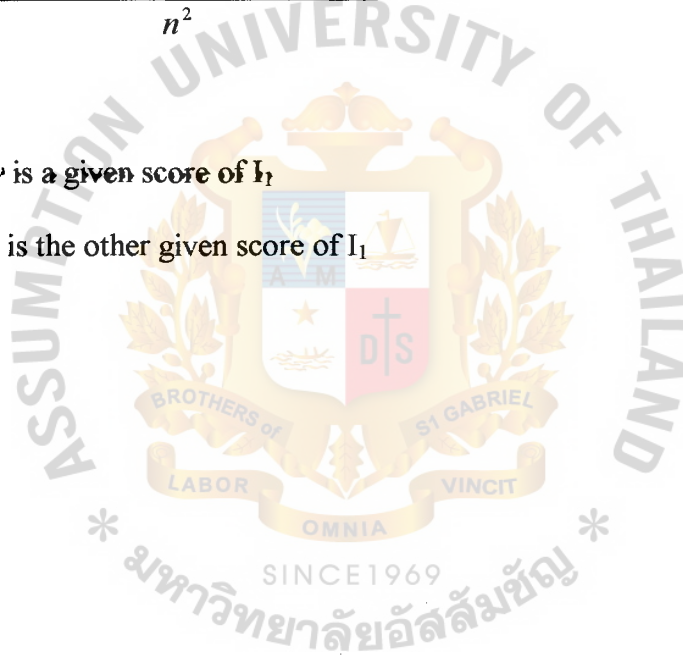 n²
UNIVERSITY OF THAILAND
ASSUMPTION
is a given score of I₁
is the other given score of I₁
A M
D S
BROTHERS of ST GABRIEL
LABOR
VINCIT
OMNIA
SINCE1969
* มหาวิทยาลัยอัสสัมชัญ *